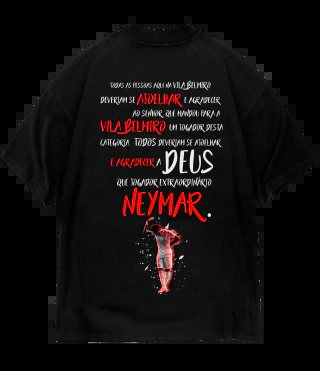 TODAS AS PESSOAS AQUI NA VILA BELMIRO
DEVERIAM SE AJOELHAR E AGRADECER
AO SENHOR QUE MANDOU PARA A
VILA BELMIRO UM JOGADOR DESTA
CATEGORIA TODOS DEVERIAM SE AJOELHAR
E AGRADECER A DEUS
QUE JOGADOR EXTRAORDINÁRIO
NEYMAR.